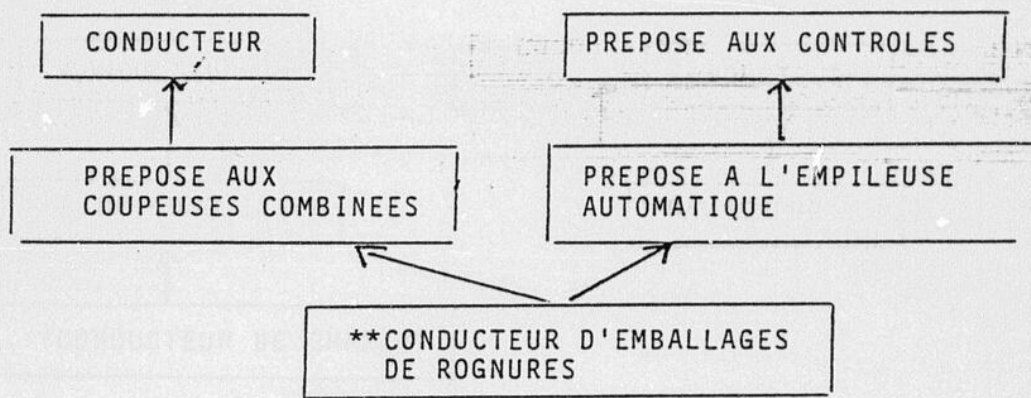 CONDUCTEUR
PREPOSE AUX CONTROLES
PREPOSE AUX
COUPEUSES COMBINEES
PREPOSE A L'EMPILEUSE
AUTOMATIQUE
**CONDUCTEUR D'EMBALLAGES
DE ROGNURES